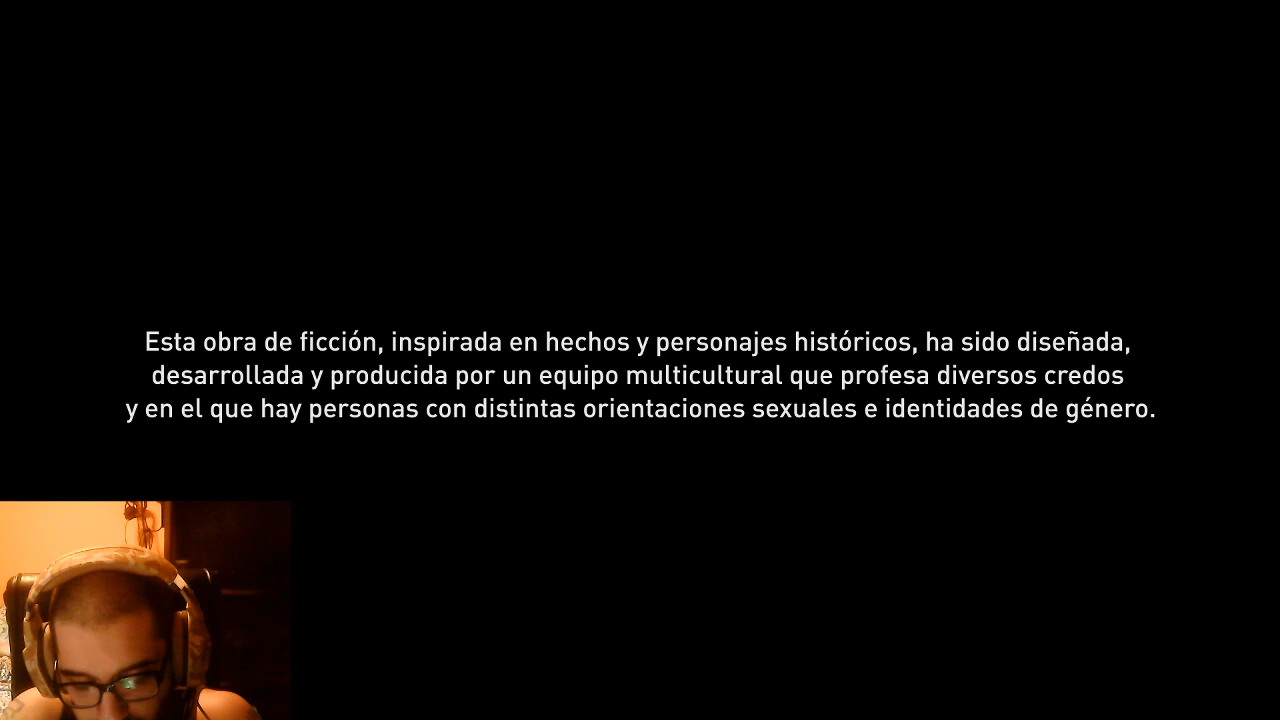 Esta obra de ficción, inspirada en hechos y personajes históricos, ha sido diseñada,
desarrollada y producida por un equipo multicultural que profesa diversos credos
y en el que hay personas con distintas orientaciones sexuales e identidades de género.